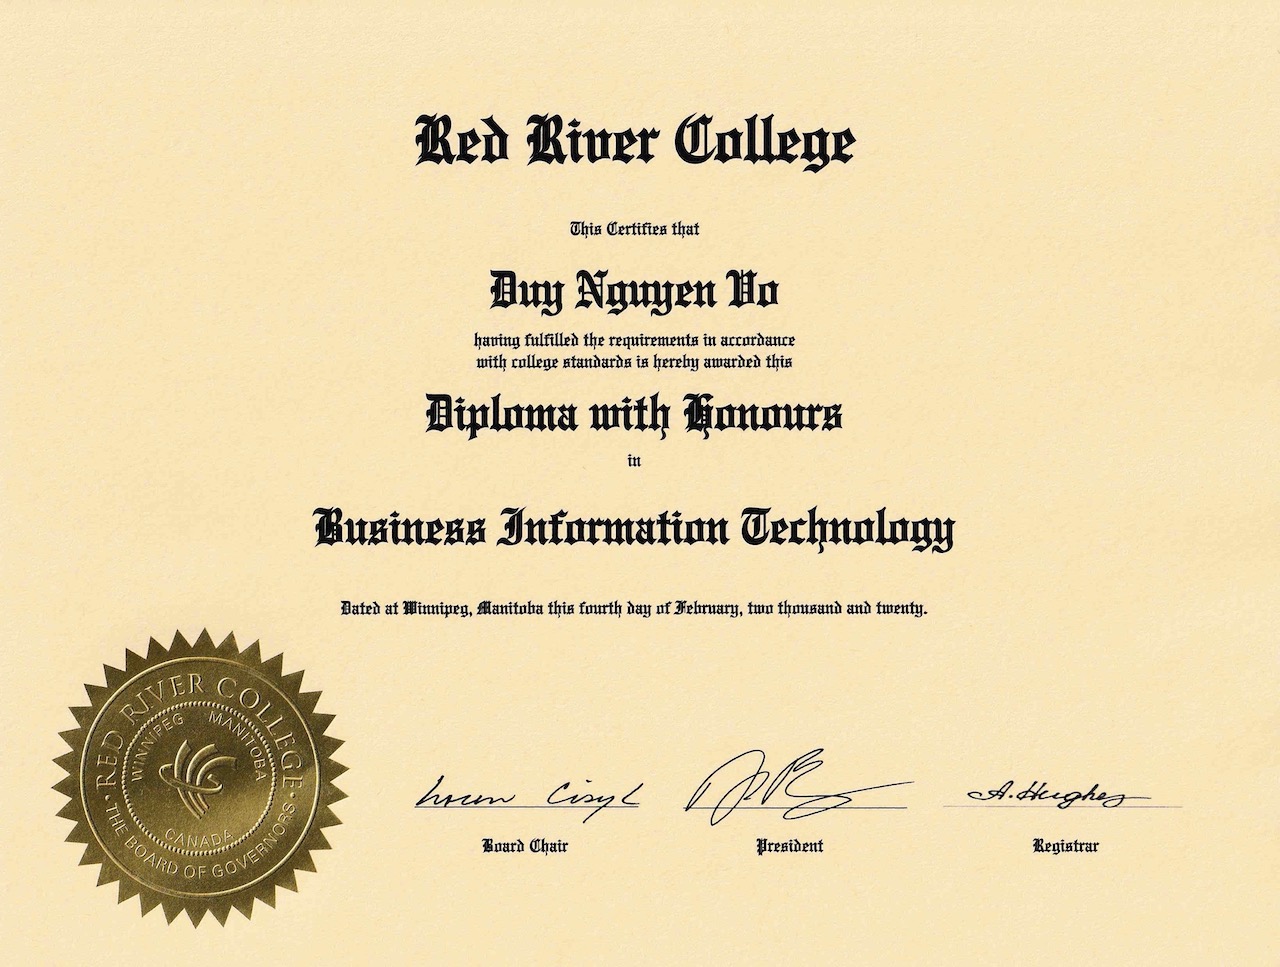 Red River College
This Certifies that
Duy Nguyen Vo
having fulfilled the requirements in accordance
with college standards is hereby awarded this
Diploma with Honours
in
Business Information Technology
Dated at Winnipeg, Manitoba this fourth day of February, two thousand and twenty.
RED RIVER COLLEGE
WINNIPEG MANITOBA
CANADA
• THE BOARD OF GOVERNORS •
A. Hughes
Board Chair President Registrar